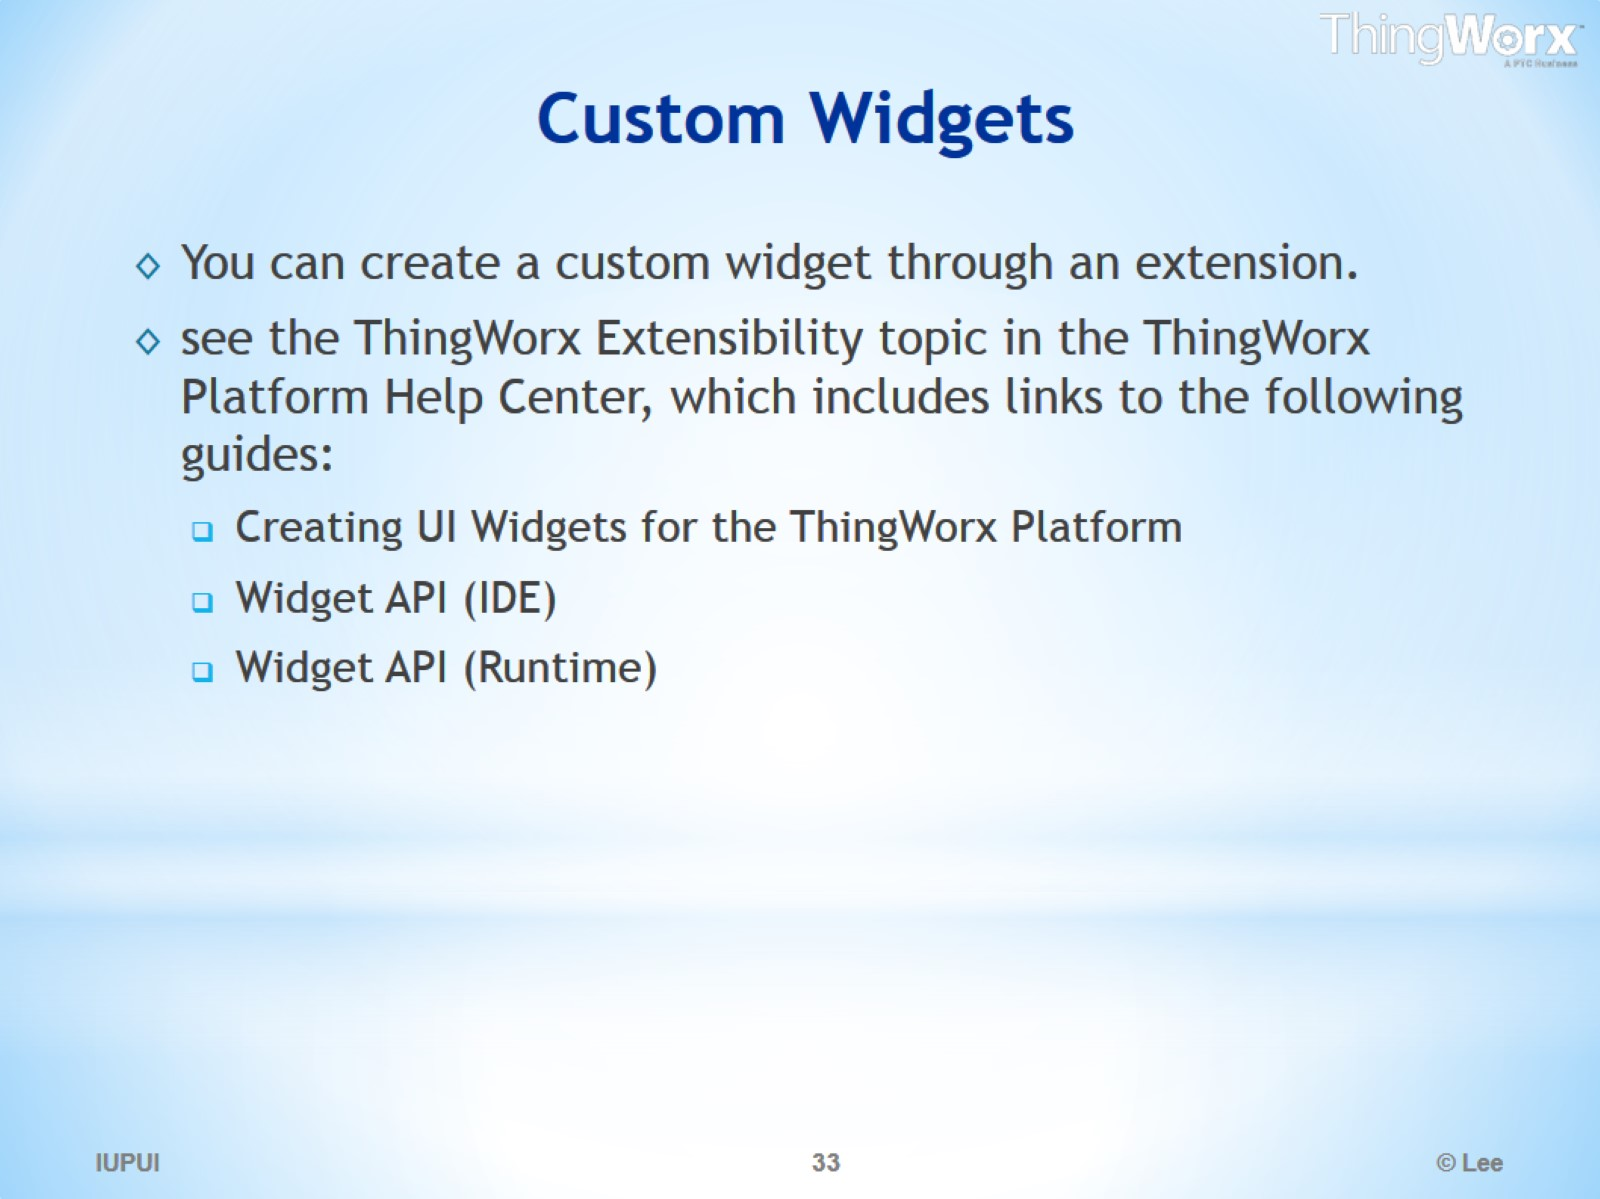 ThingWorx
A PTC Business
Custom Widgets
◇ You can create a custom widget through an extension.
◇ see the ThingWorx Extensibility topic in the ThingWorx
Platform Help Center, which includes links to the following
guides:
❑ Creating UI Widgets for the ThingWorx Platform
❑ Widget API (IDE)
❑ Widget API (Runtime)
IUPUI
33
© Lee